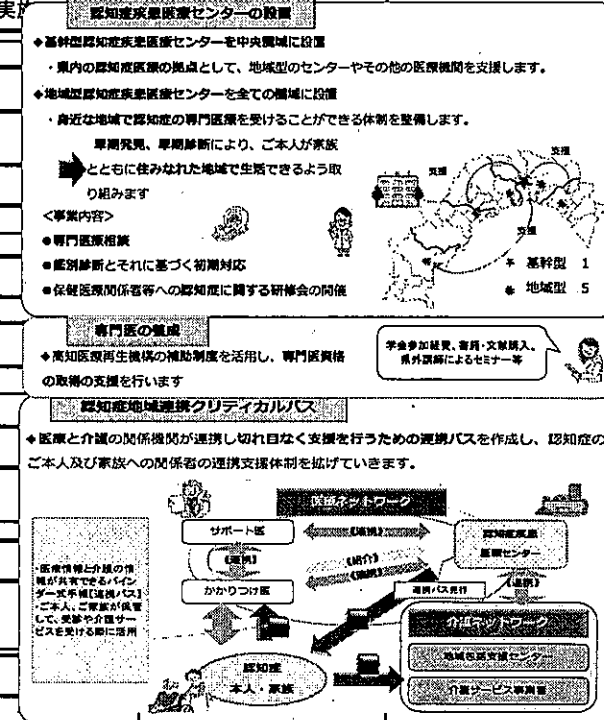 実施
認知症疾患医療センターの設置
◆基幹型認知症疾患医療センターを中央圏域に設置
・県内の認知症医療の拠点として、地域型のセンターやその他の医療機関を支援します。
◆地域型認知症疾患医療センターを全ての圏域に設置
・身近な地域で認知症の専門医療を受けることができる体制を整備します。
早期発見、早期診断により、ご本人が家族
とともに住みなれた地域で生活できるよう取
り組みます
<事業内容>
●専門医療相談
●鑑別診断とそれに基づく初期対応
●保健医療関係者等への認知症に関する研修会の開催
支援
支援
基幹型 1
地域型 5
専門医の養成
◆高知医療再生機構の補助制度を活用し、専門医資格
の取得の支援を行います
学会参加経費、書籍・文献購入、
県外講師によるセミナー等
認知症地域連携クリティカルパス
◆医療と介護の関係機関が連携し切れ目なく支援を行うための連携パスを作成し、認知症の
ご本人及び家族への関係者の連携支援体制を拡げていきます。
医療ネットワーク
サポート医
《連携》
認知症疾患
医療センター
《連携》
《紹介》
《連携》
かかりつけ医
連携パス発行
《連携》
・医療情報と介護の情
報が共有できるバイン
ダー式手帳【連携パス】
・ご本人、ご家族が保管
して、受診や介護サー
ビスを受ける際に活用
介護ネットワーク
地域包括支援センター
介護サービス事業者
認知症
本人・家族